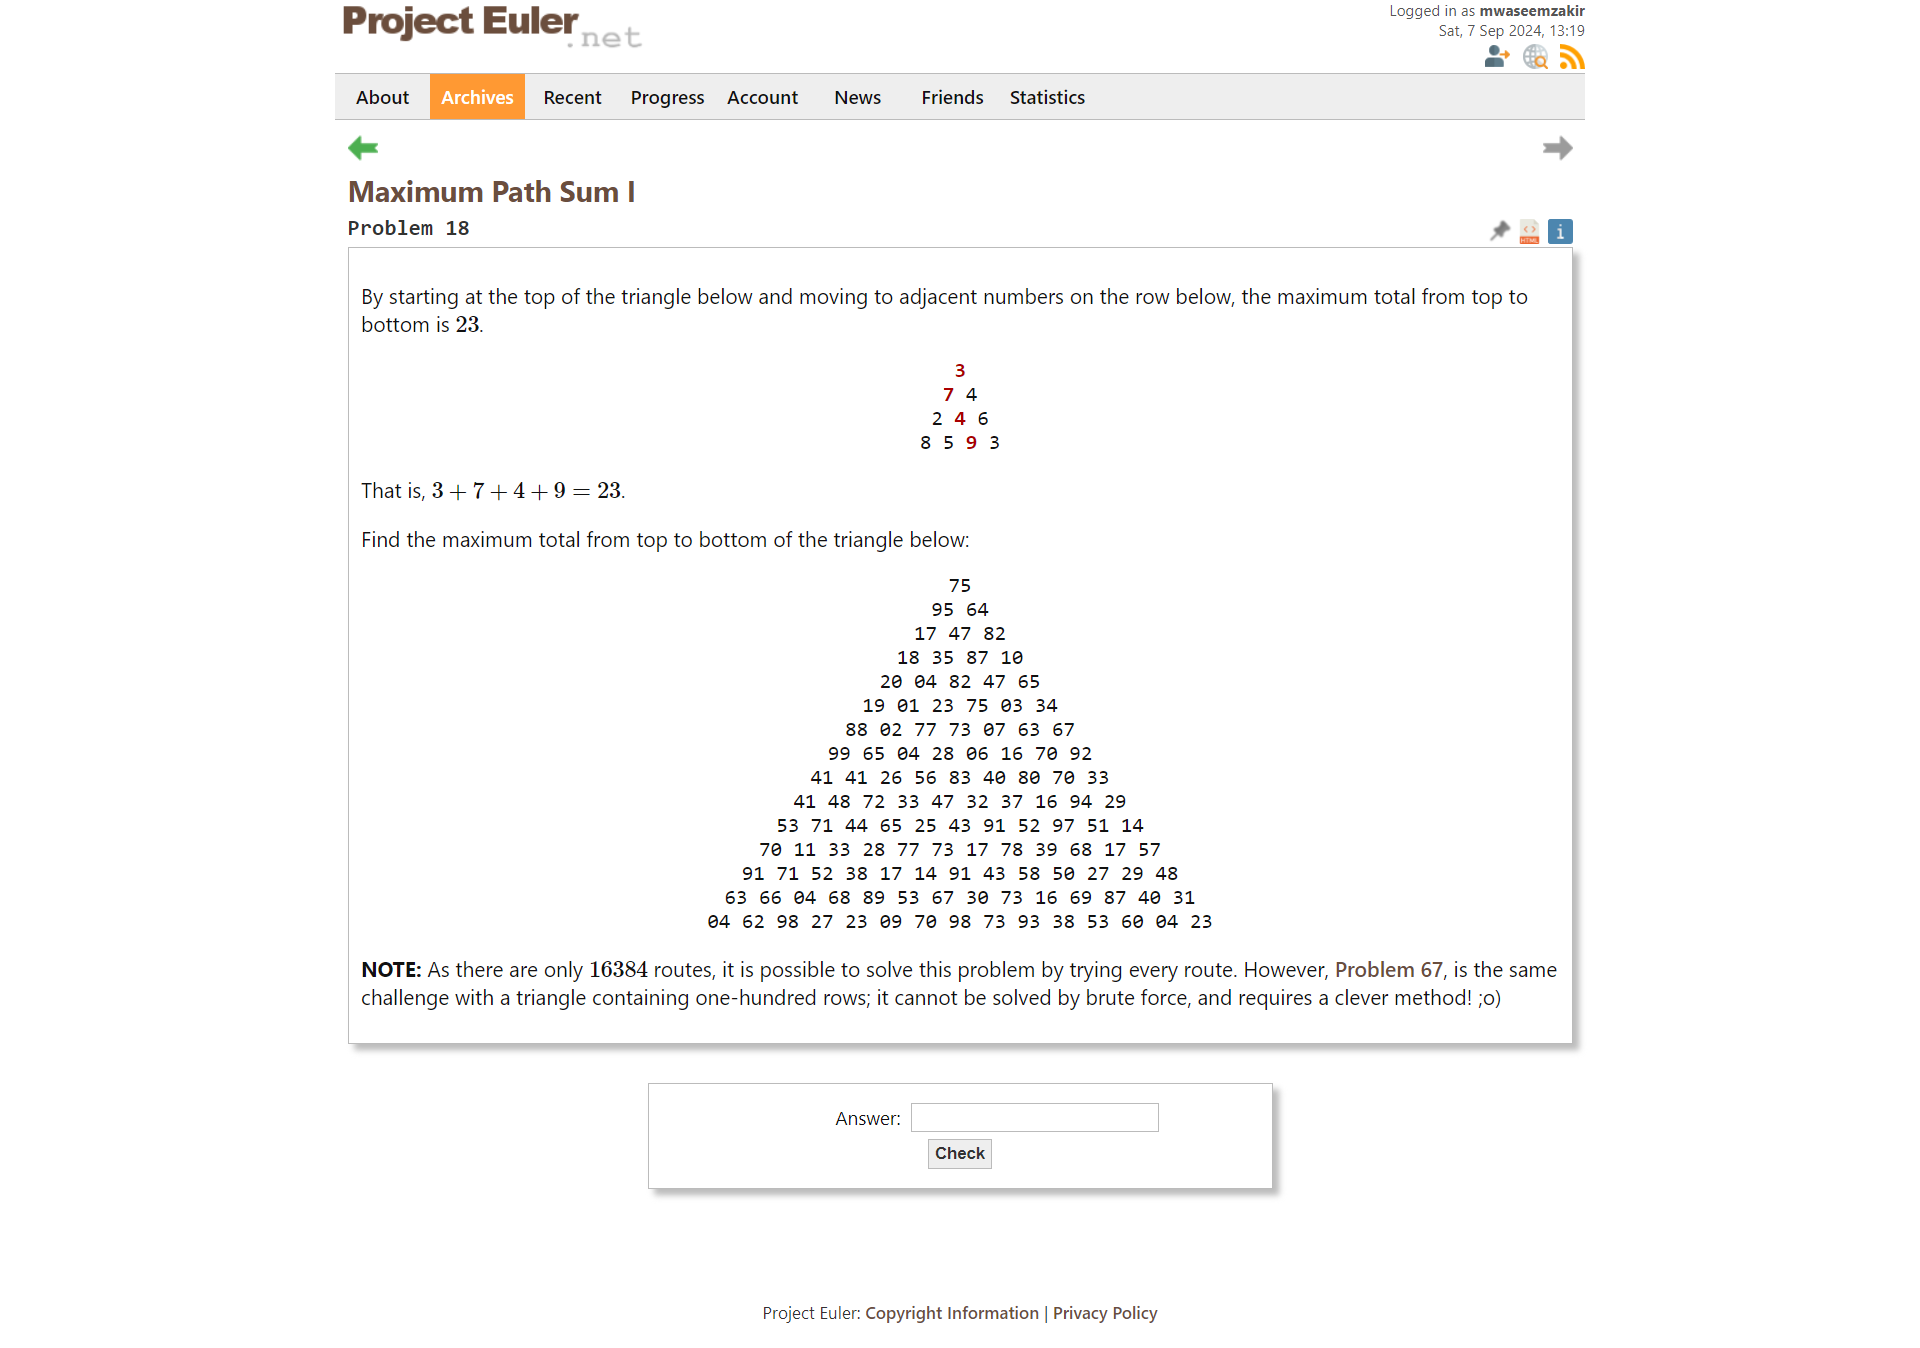 Project Euler
.net
Logged in as mwaseemzakir
Sat, 7 Sep 2024, 13:19
About Archives Recent Progress Account News Friends Statistics
Maximum Path Sum I
Problem 18
HTML
i
By starting at the top of the triangle below and moving to adjacent numbers on the row below, the maximum total from top to
bottom is 23.
3
7 4
2 4 6
8 5 9 3
That is, 3 + 7 + 4 + 9 = 23.
Find the maximum total from top to bottom of the triangle below:
75
95 64
17 47 82
18 35 87 10
20 04 82 47 65
19 01 23 75 03 34
88 02 77 73 07 63 67
99 65 04 28 06 16 70 92
41 41 26 56 83 40 80 70 33
41 48 72 33 47 32 37 16 94 29
53 71 44 65 25 43 91 52 97 51 14
70 11 33 28 77 73 17 78 39 68 17 57
91 71 52 38 17 14 91 43 58 50 27 29 48
63 66 04 68 89 53 67 30 73 16 69 87 40 31
04 62 98 27 23 09 70 98 73 93 38 53 60 04 23
NOTE: As there are only 16384 routes, it is possible to solve this problem by trying every route. However, Problem 67, is the same
challenge with a triangle containing one-hundred rows; it cannot be solved by brute force, and requires a clever method! ;o)
Answer:
Check
Project Euler: Copyright Information | Privacy Policy